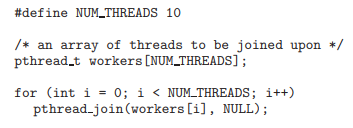 #define NUM_THREADS 10
/* an array of threads to be joined upon */
pthread_t workers[NUM_THREADS];
for (int i = 0; i < NUM_THREADS; i++)
pthread_join(workers[i], NULL);